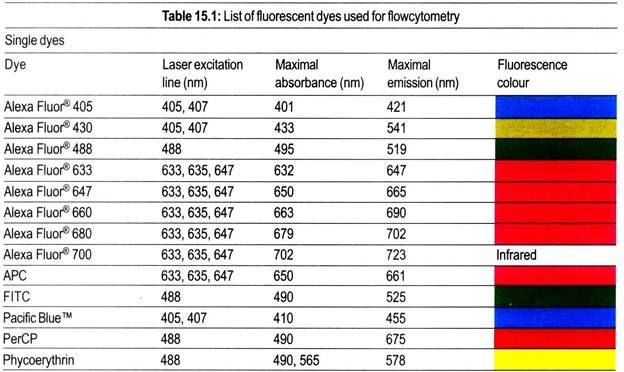 Table 15.1: List of fluorescent dyes used for flowcytometry
Single dyes
Dye Laser excitation line (nm) Maximal absorbance (nm) Maximal emission (nm) Fluorescence colour
Alexa Fluor® 405 405, 407 401 421
Alexa Fluor® 430 405, 407 433 541
Alexa Fluor® 488 488 495 519
Alexa Fluor® 633 633, 635, 647 632 647
Alexa Fluor® 647 633, 635, 647 650 665
Alexa Fluor® 660 633, 635, 647 663 690
Alexa Fluor® 680 633, 635, 647 679 702
Alexa Fluor® 700 633, 635, 647 702 723 Infrared
APC 633, 635, 647 650 661
FITC 488 490 525
Pacific Blue™ 405, 407 410 455
PerCP 488 490 675
Phycoerythrin 488 490, 565 578